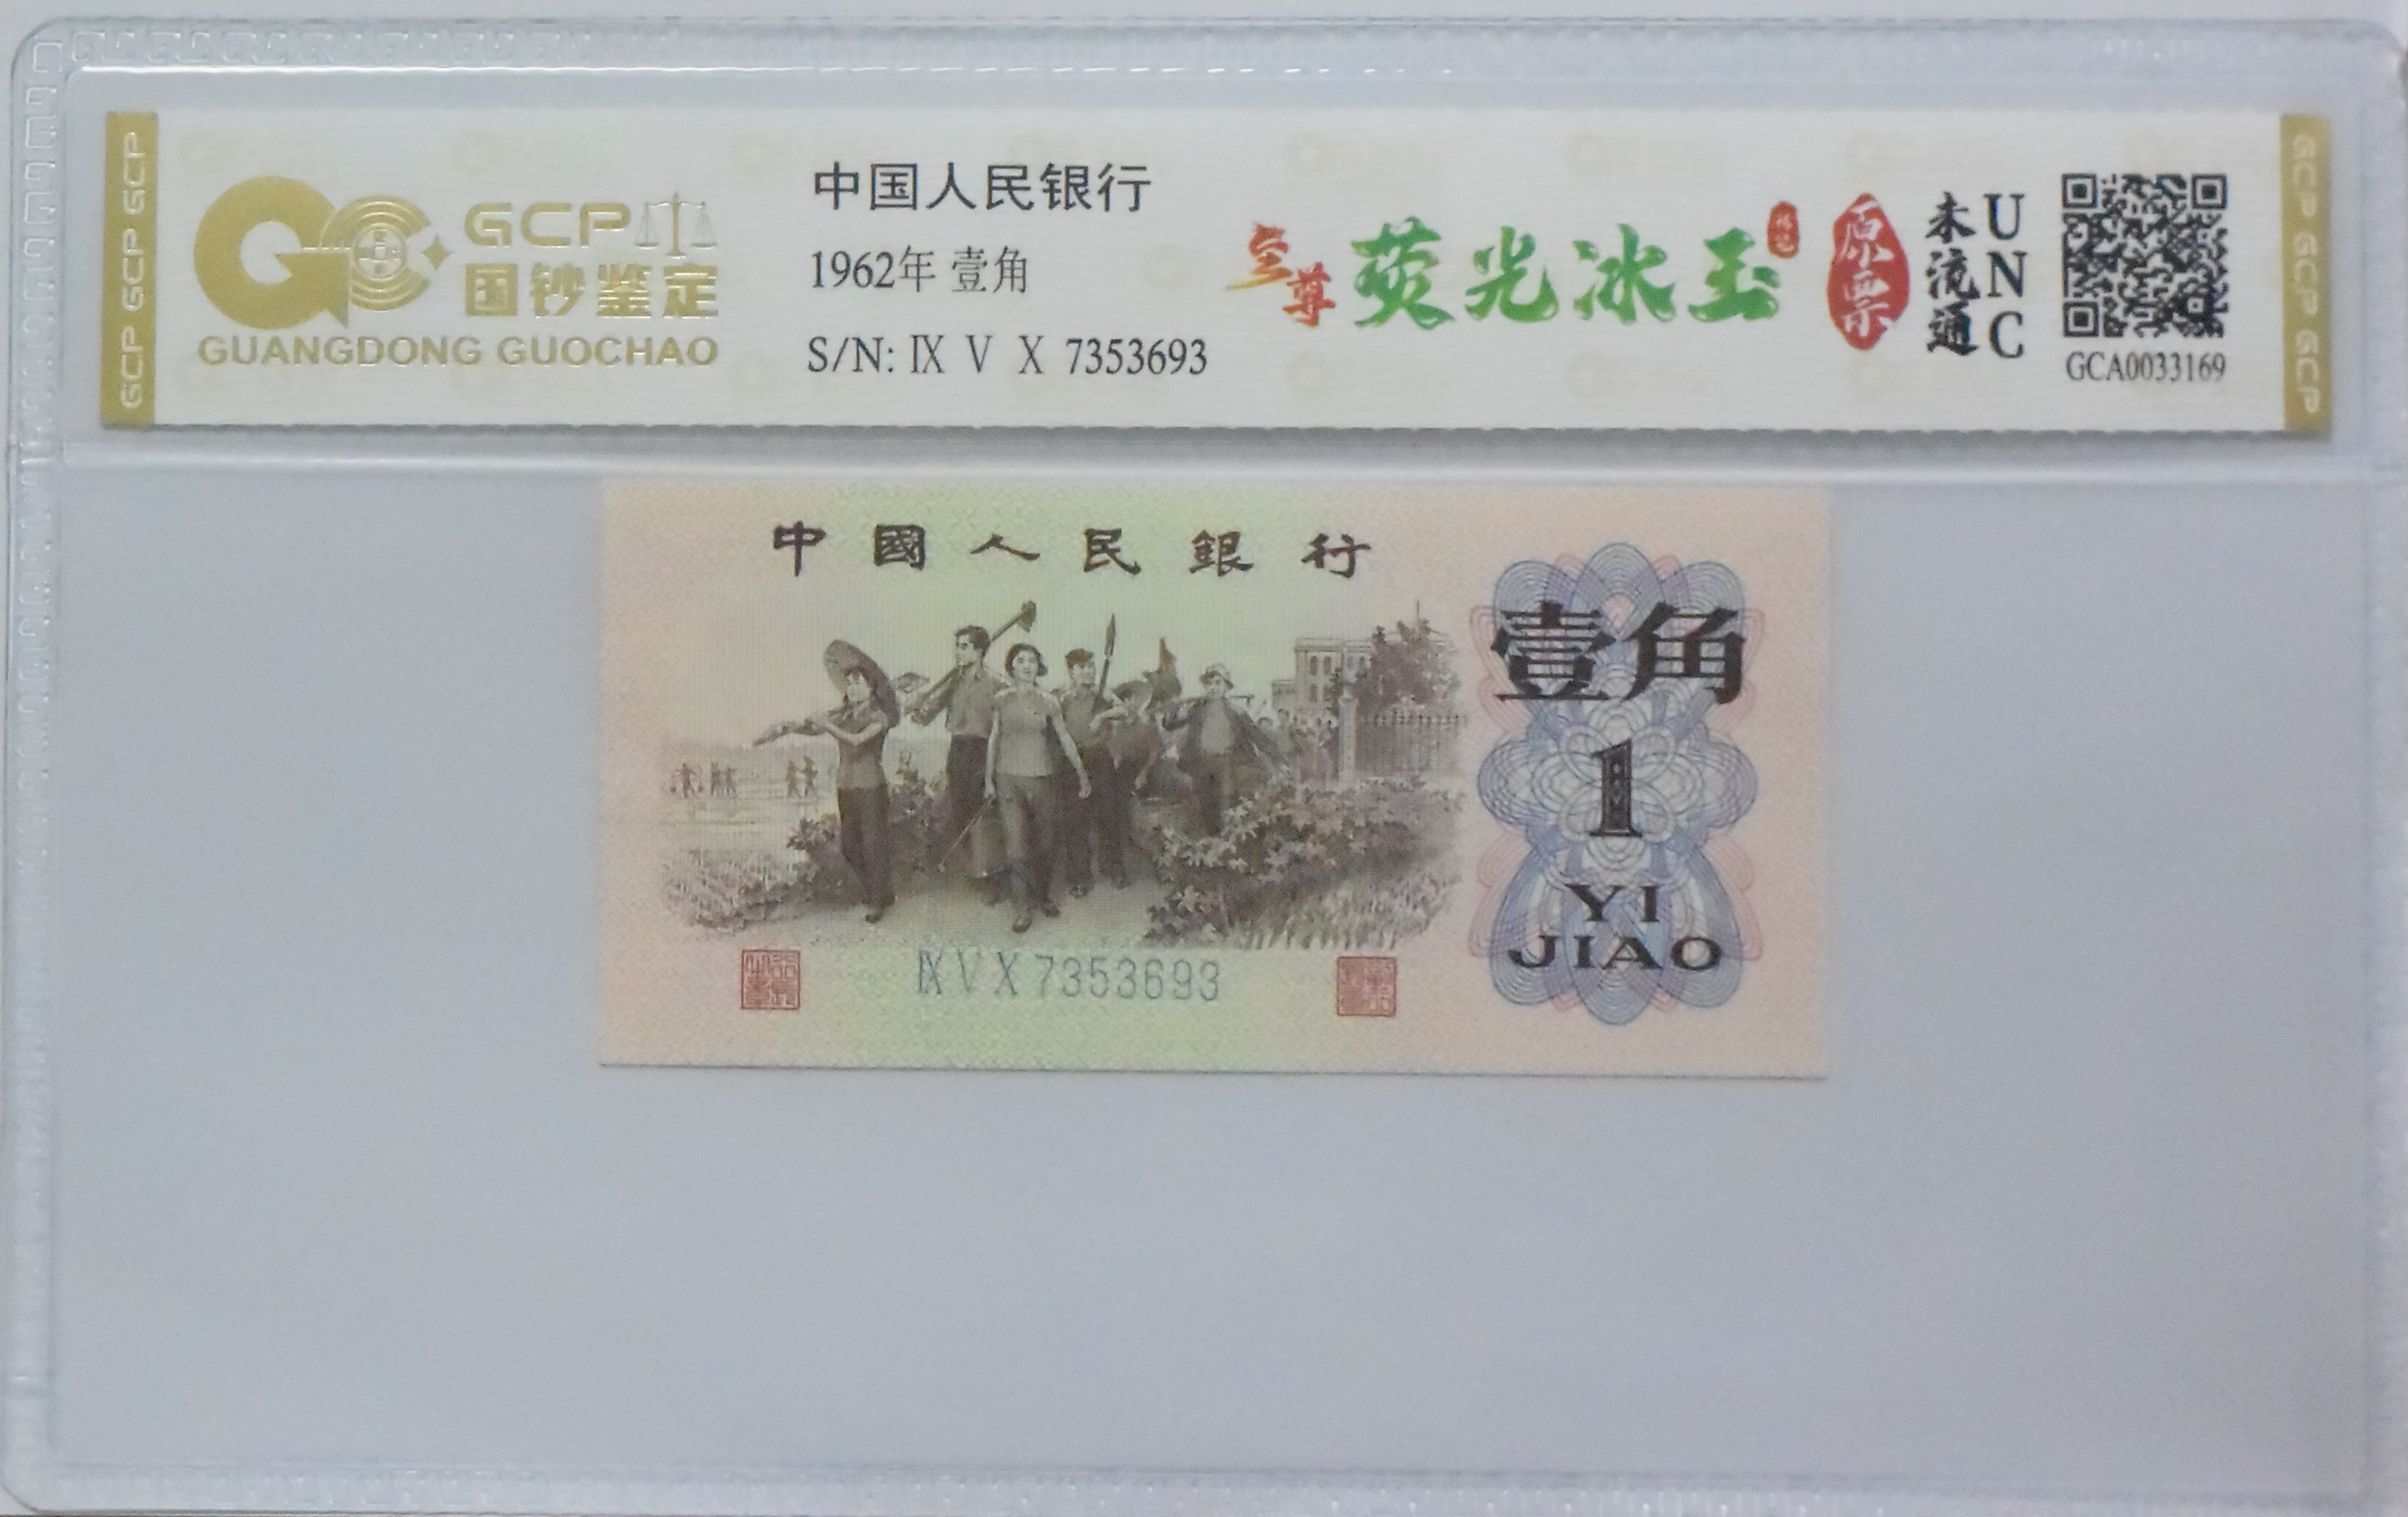 GCP GCP GCP
GCP
国钞鉴定
GUANGDONG GUOCHAO
中国人民银行
1962年 壹角
S/N: Ⅸ Ⅴ Ⅹ 7353693
至尊 荧光冰玉
原票
未流通
UNC
GCA0033169
GCP GCP GCP
中國人民銀行
壹角
1
YI
JIAO
ⅨⅤⅩ7353693